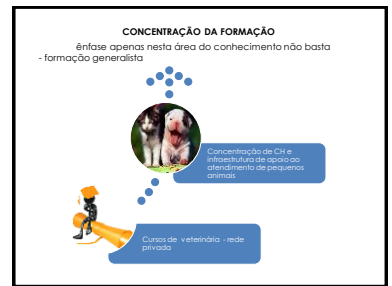 CONCENTRAÇÃO DA FORMAÇÃO
ênfase apenas nesta área do conhecimento não basta
- formação generalista
Concentração de CH e
infraestrutura de apoio ao
atendimento de pequenos
animais
Cursos de veterinária - rede
privada